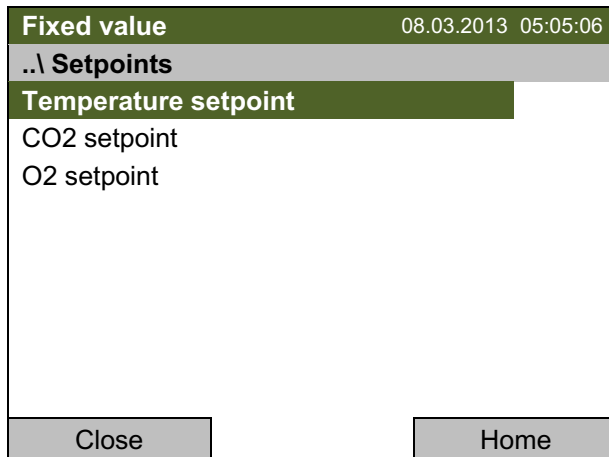 Fixed value 08.03.2013 05:05:06
..\ Setpoints
Temperature setpoint
CO2 setpoint
O2 setpoint
Close Home